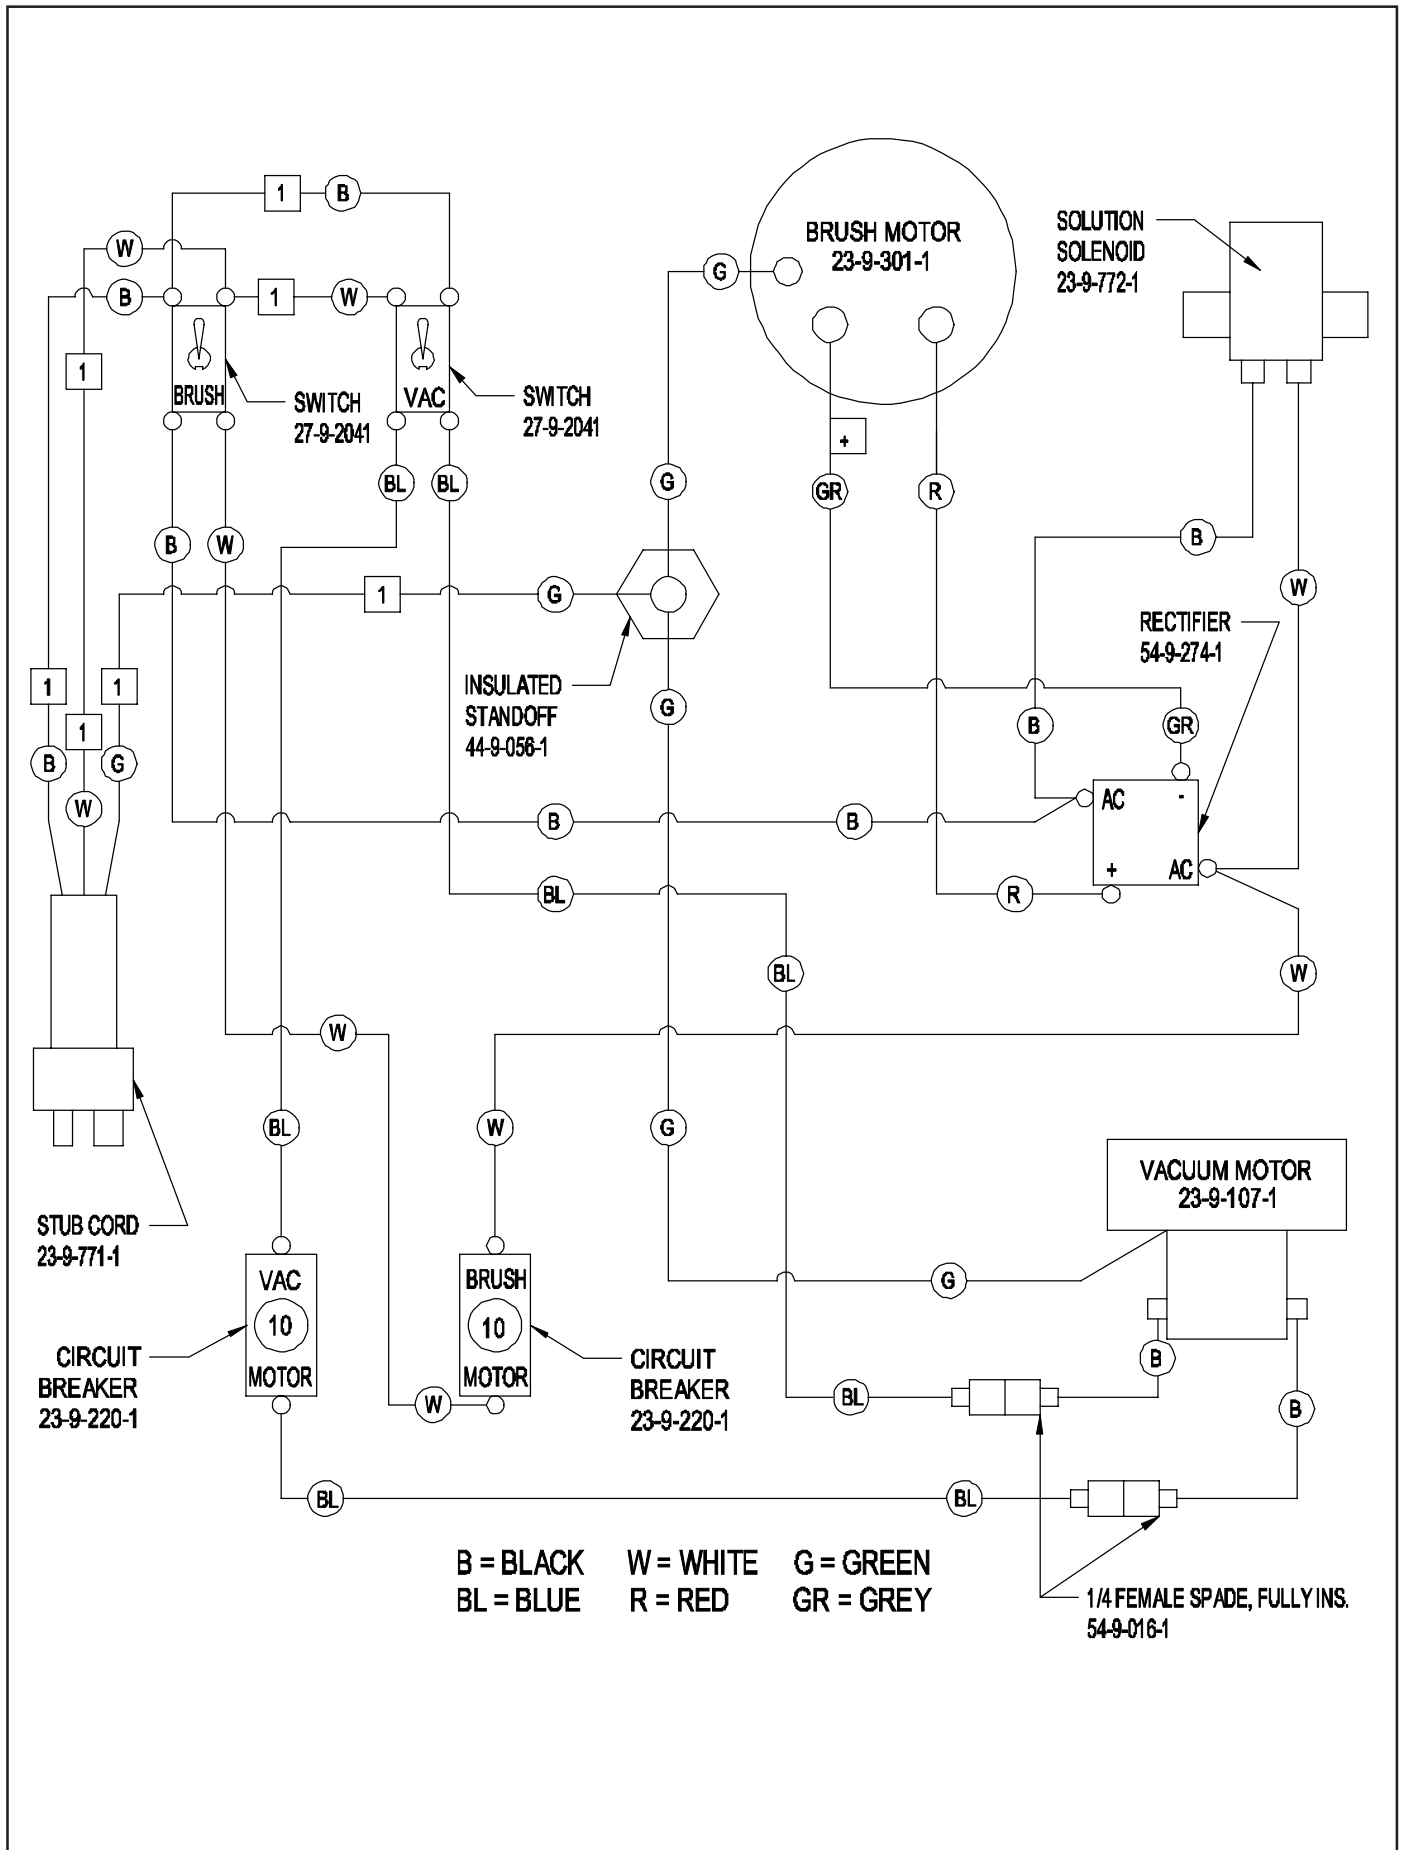 1
B
W
B
1
W
1
BRUSH
VAC
SWITCH
27-9-2041
SWITCH
27-9-2041
BRUSH MOTOR
23-9-301-1
G
+
GR
R
SOLUTION
SOLENOID
23-9-772-1
BL
BL
G
B
W
B
W
1
G
RECTIFIER
54-9-274-1
INSULATED
STANDOFF
44-9-056-1
1
1
1
B
G
W
G
B
GR
AC
-
+
AC
B
B
BL
R
BL
W
W
BL
W
G
STUB CORD
23-9-771-1
VACUUM MOTOR
23-9-107-1
VAC
10
MOTOR
BRUSH
10
MOTOR
G
CIRCUIT
BREAKER
23-9-220-1
CIRCUIT
BREAKER
23-9-220-1
W
BL
B
B
BL
BL
B = BLACK W = WHITE G = GREEN
BL = BLUE R = RED GR = GREY
1/4 FEMALE SPADE, FULLY INS.
54-9-016-1